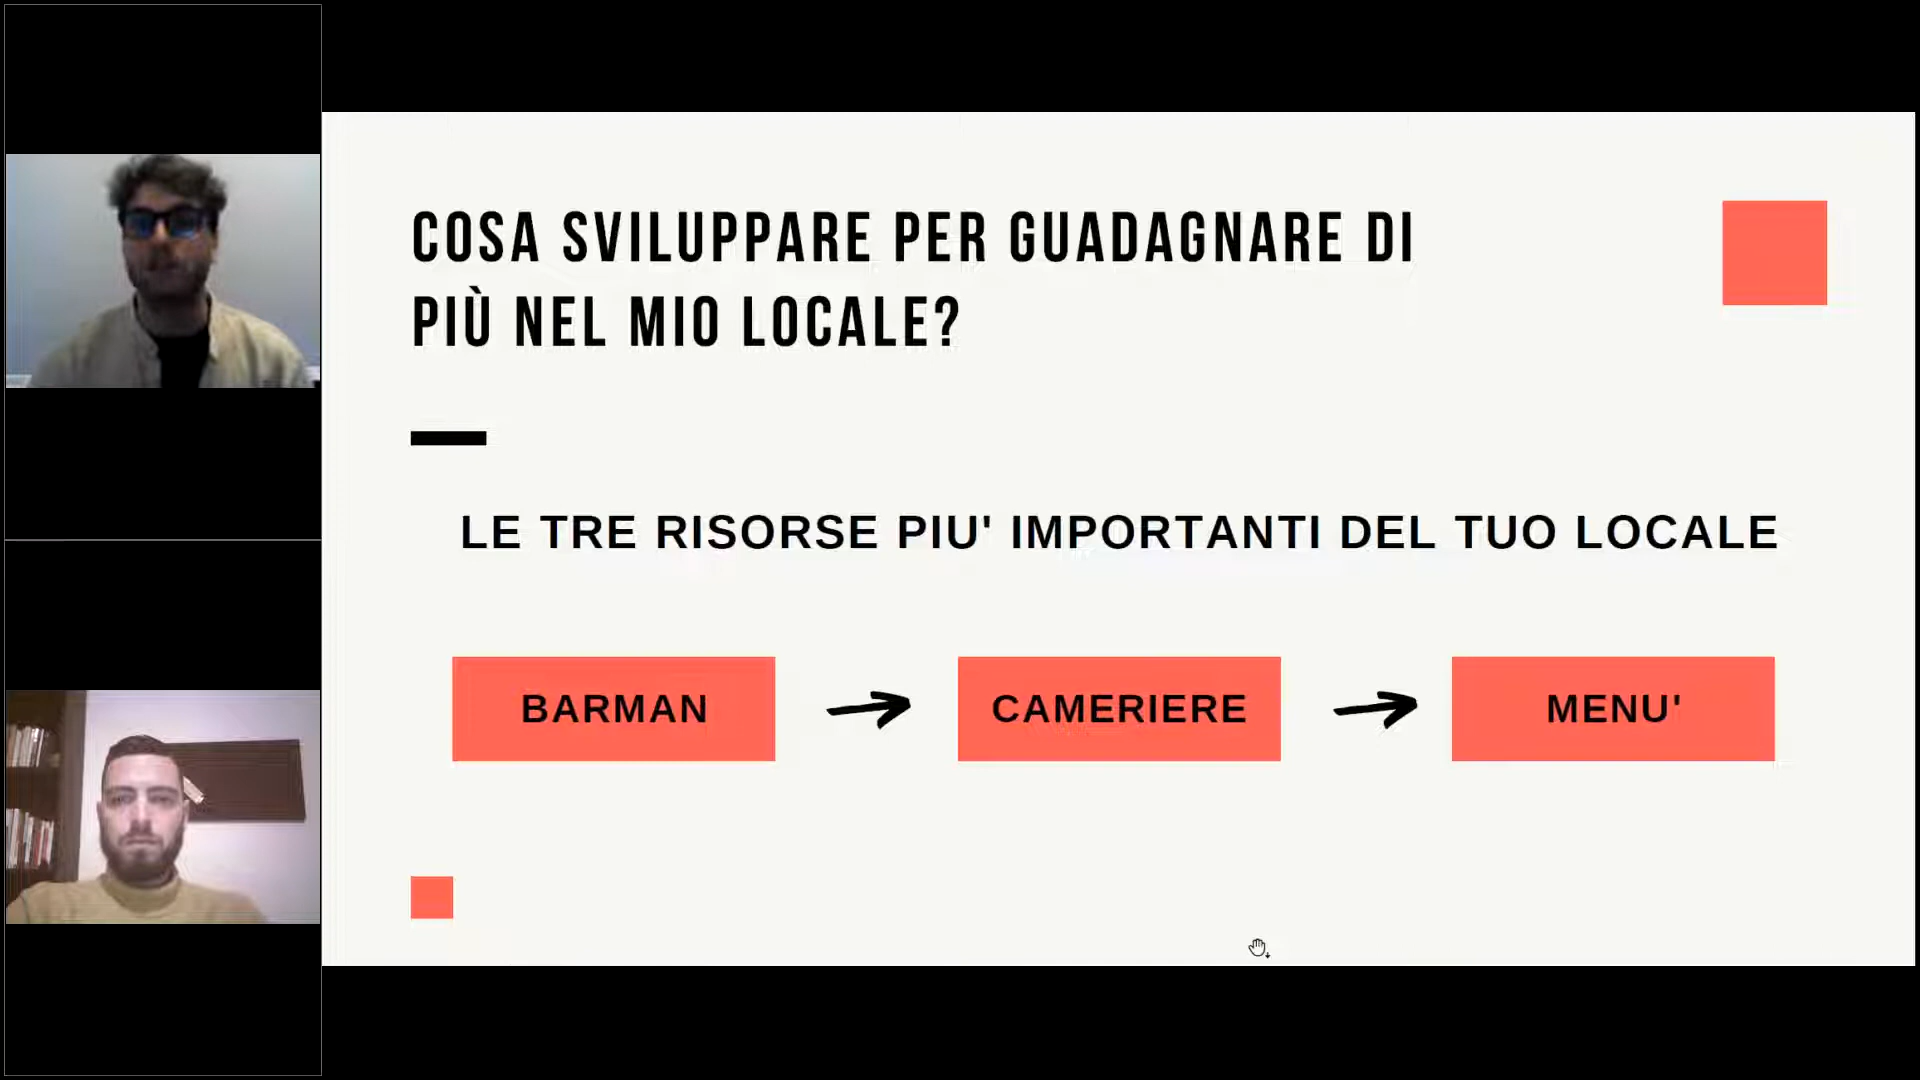 COSA SVILUPPARE PER GUADAGNARE DI
PIÙ NEL MIO LOCALE?
LE TRE RISORSE PIU' IMPORTANTI DEL TUO LOCALE
BARMAN
CAMERIERE
MENU'